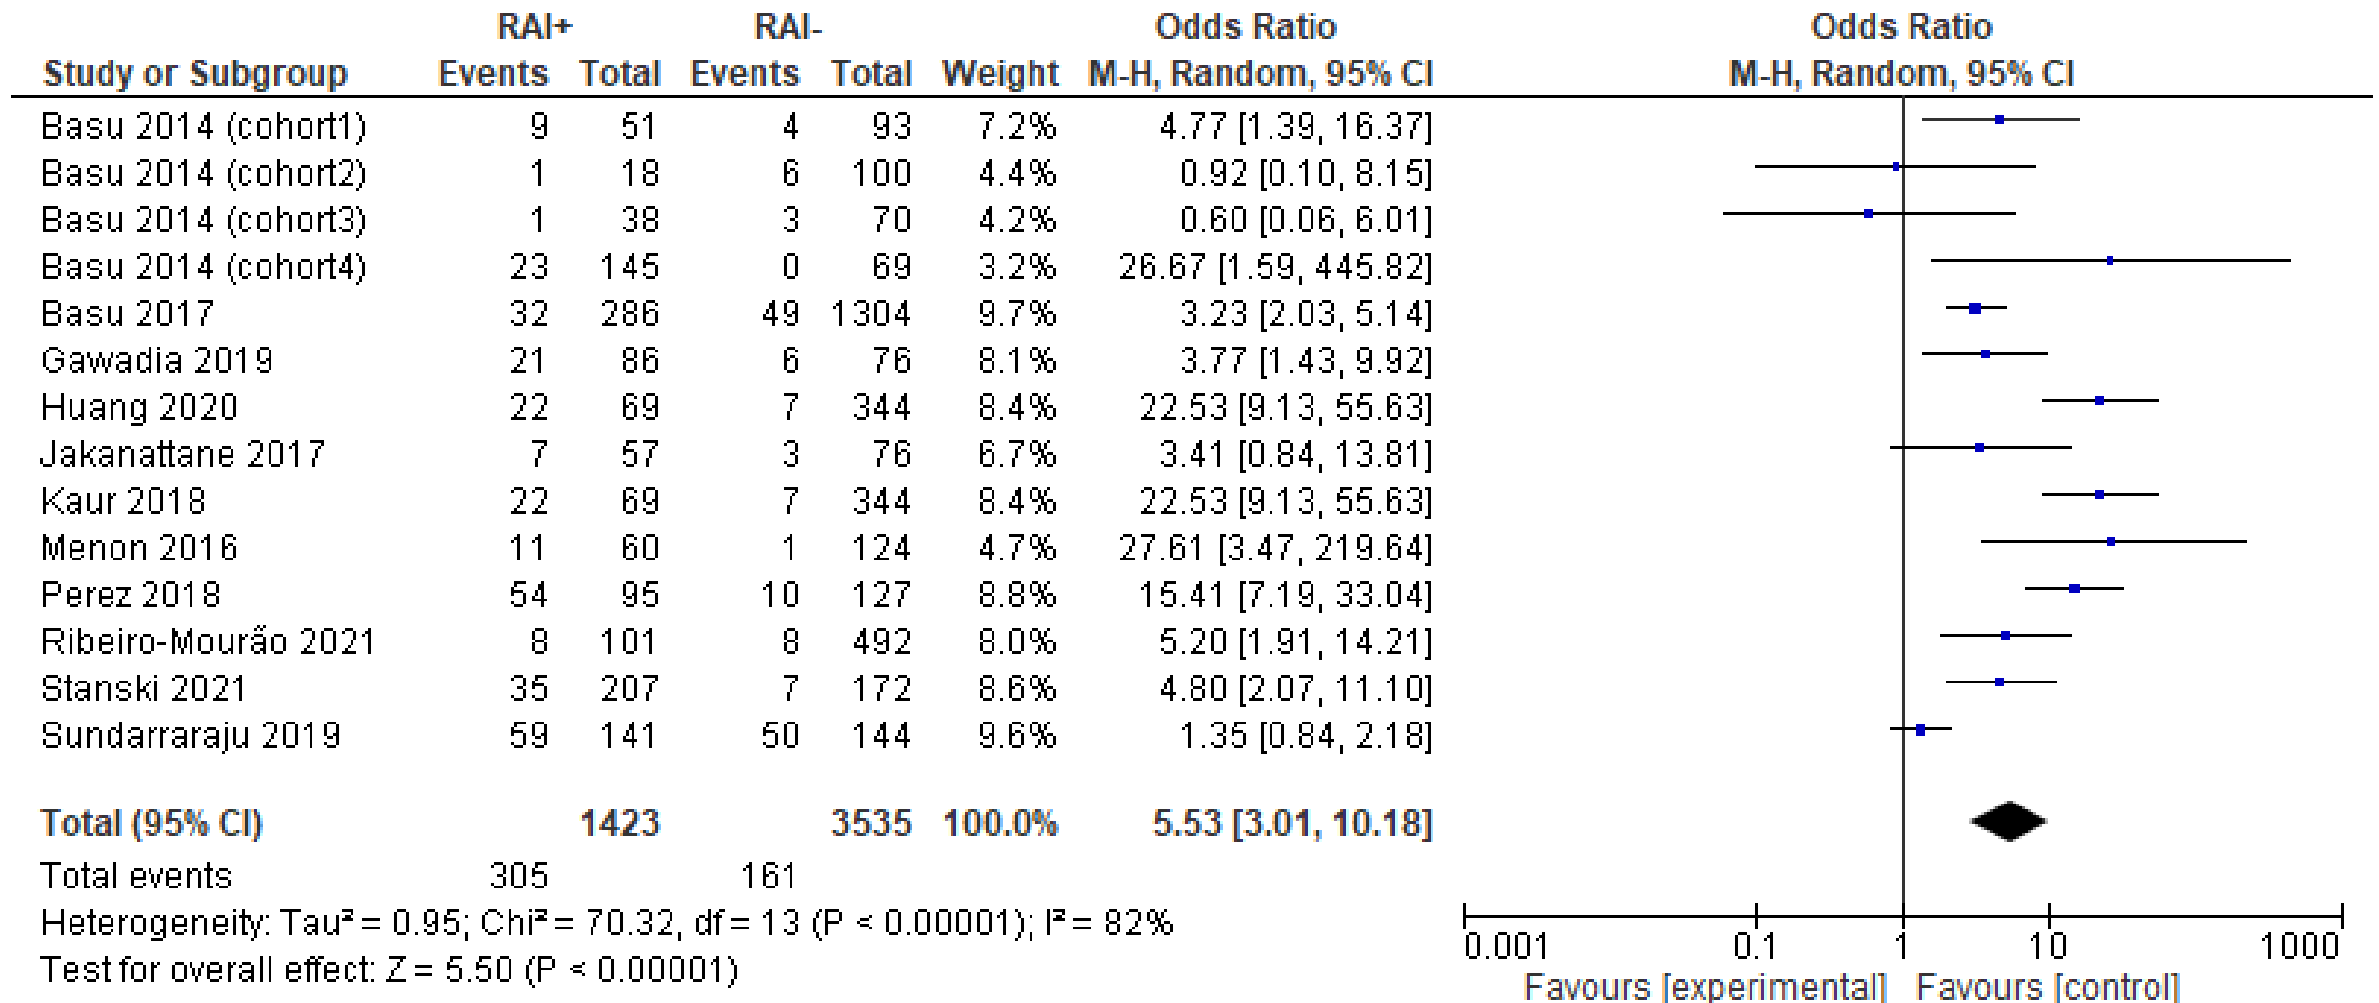 RAI+ RAI- Odds Ratio Odds Ratio
Study or Subgroup Events Total Events Total Weight M-H, Random, 95% CI M-H, Random, 95% CI
Basu 2014 (cohort1) 9 51 4 93 7.2% 4.77 [1.39, 16.37]
Basu 2014 (cohort2) 1 18 6 100 4.4% 0.92 [0.10, 8.15]
Basu 2014 (cohort3) 1 38 3 70 4.2% 0.60 [0.06, 6.01]
Basu 2014 (cohort4) 23 145 0 69 3.2% 26.67 [1.59, 445.82]
Basu 2017 32 286 49 1304 9.7% 3.23 [2.03, 5.14]
Gawadia 2019 21 86 6 76 8.1% 3.77 [1.43, 9.92]
Huang 2020 22 69 7 344 8.4% 22.53 [9.13, 55.63]
Jakanattane 2017 7 57 3 76 6.7% 3.41 [0.84, 13.81]
Kaur 2018 22 69 7 344 8.4% 22.53 [9.13, 55.63]
Menon 2016 11 60 1 124 4.7% 27.61 [3.47, 219.64]
Perez 2018 54 95 10 127 8.8% 15.41 [7.19, 33.04]
Ribeiro-Mourão 2021 8 101 8 492 8.0% 5.20 [1.91, 14.21]
Stanski 2021 35 207 7 172 8.6% 4.80 [2.07, 11.10]
Sundarraraju 2019 59 141 50 144 9.6% 1.35 [0.84, 2.18]
Total (95% CI) 1423 3535 100.0% 5.53 [3.01, 10.18]
Total events 305 161
Heterogeneity: Tau² = 0.95; Chi² = 70.32, df = 13 (P < 0.00001); I² = 82%
Test for overall effect: Z = 5.50 (P < 0.00001)
0.001 0.1 1 10 1000
Favours [experimental] Favours [control]